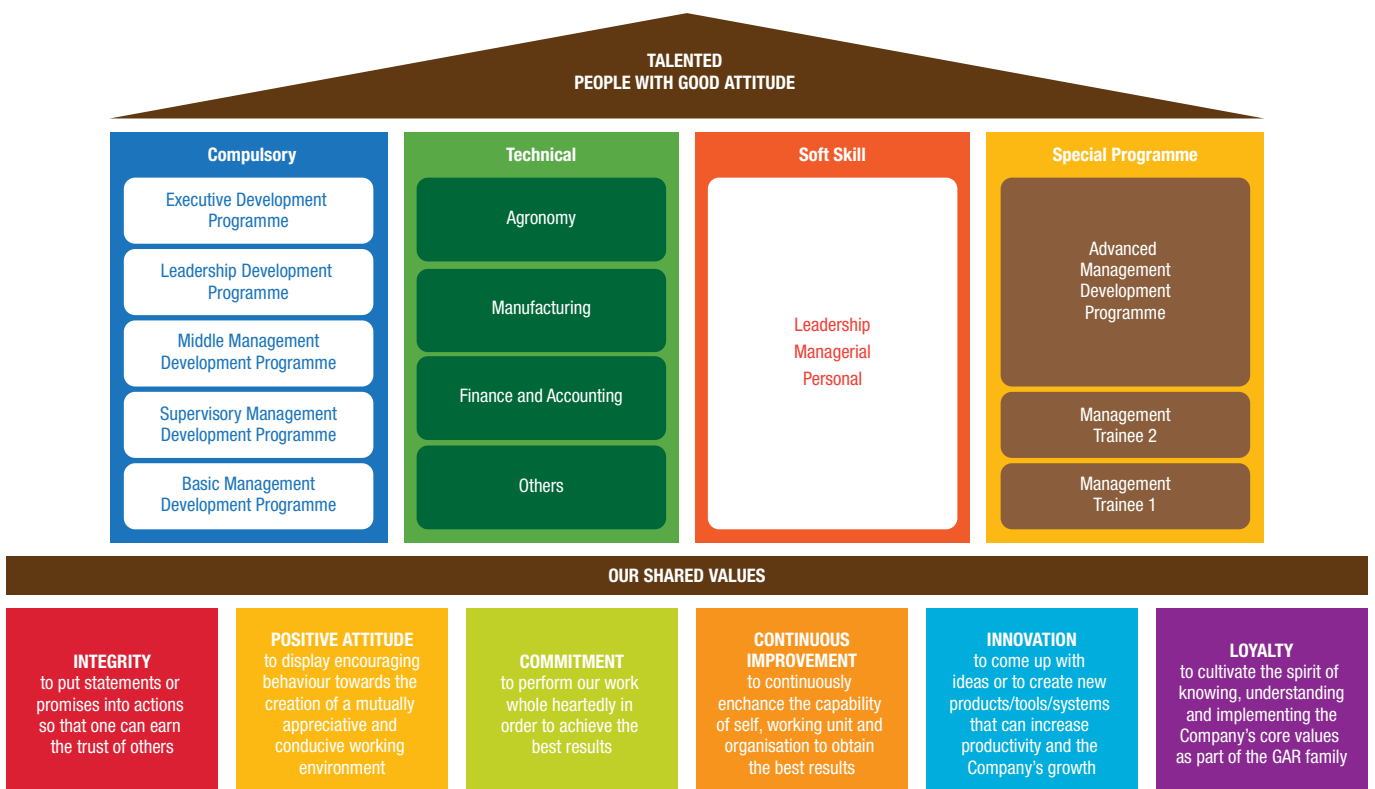 TALENTED
PEOPLE WITH GOOD ATTITUDE
Compulsory
Executive Development
Programme
Leadership Development
Programme
Middle Management
Development Programme
Supervisory Management
Development Programme
Basic Management
Development Programme
Technical
Agronomy
Manufacturing
Finance and Accounting
Others
Soft Skill
Leadership
Managerial
Personal
Special Programme
Advanced
Management
Development
Programme
Management
Trainee 2
Management
Trainee 1
OUR SHARED VALUES
INTEGRITY
to put statements or
promises into actions
so that one can earn
the trust of others
POSITIVE ATTITUDE
to display encouraging
behaviour towards the
creation of a mutually
appreciative and
conducive working
environment
COMMITMENT
to perform our work
whole heartedly in
order to achieve the
best results
CONTINUOUS
IMPROVEMENT
to continuously
enchance the capability
of self, working unit and
organisation to obtain
the best results
INNOVATION
to come up with
ideas or to create new
products/tools/systems
that can increase
productivity and the
Company's growth
LOYALTY
to cultivate the spirit of
knowing, understanding
and implementing the
Company's core values
as part of the GAR family